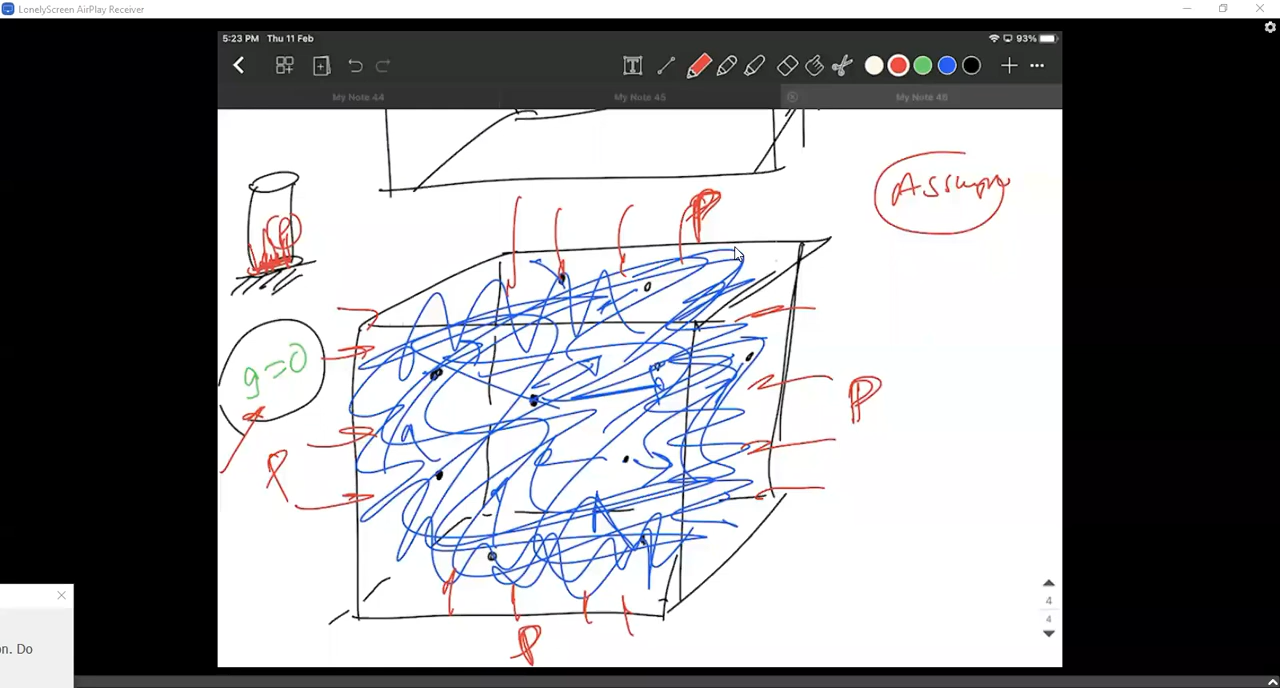 LonelyScreen AirPlay Receiver
5:23 PM Thu 11 Feb
93%
T
My Note 44
My Note 45
My Note 46
P
g=0
P
P
P
4
4
on. Do